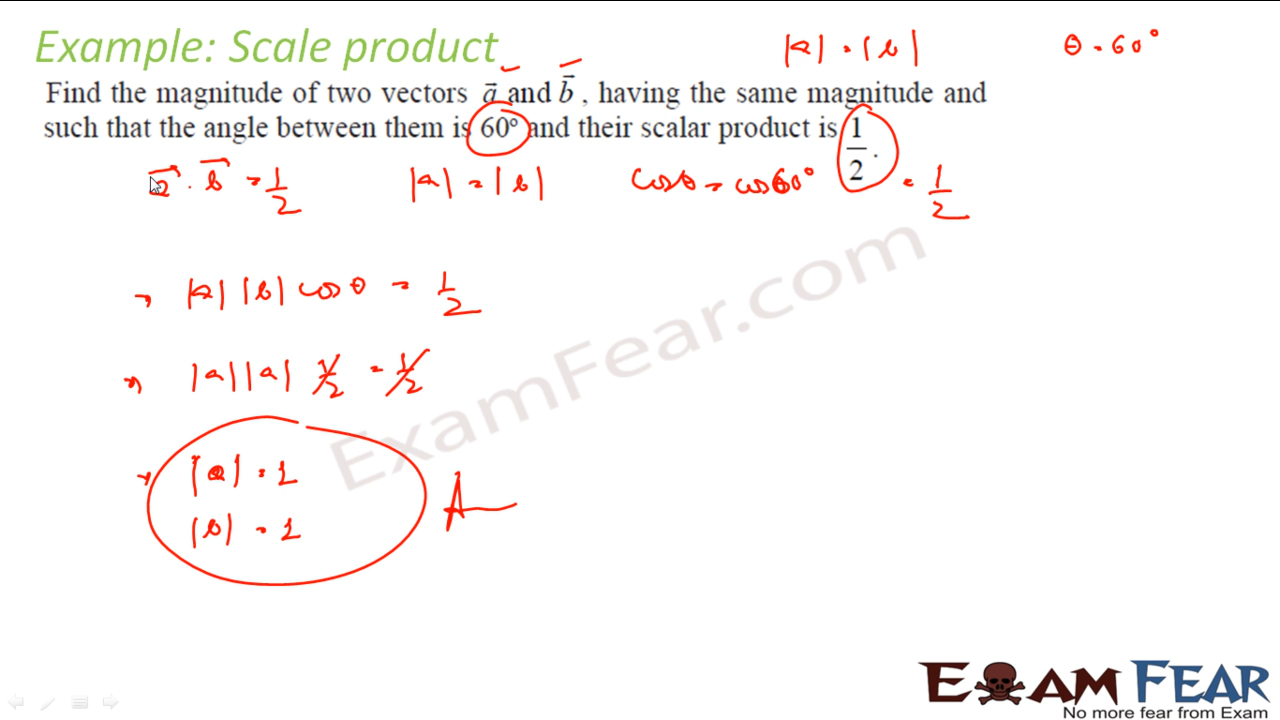 Example: Scale product
|a| = |b|
θ = 60°
Find the magnitude of two vectors a⃗ and b⃗ , having the same magnitude and
such that the angle between them is 60° and their scalar product is 1/2.
a⃗ . b⃗ = 1/2
|a| = |b|
cosθ = cos60° = 1/2
→ |a| |b| cosθ = 1/2
→ |a| |a| 1/2 = 1/2
→ |a| = 1
|b| = 1
ExamFear.com
EXAM FEAR
No more fear from Exam